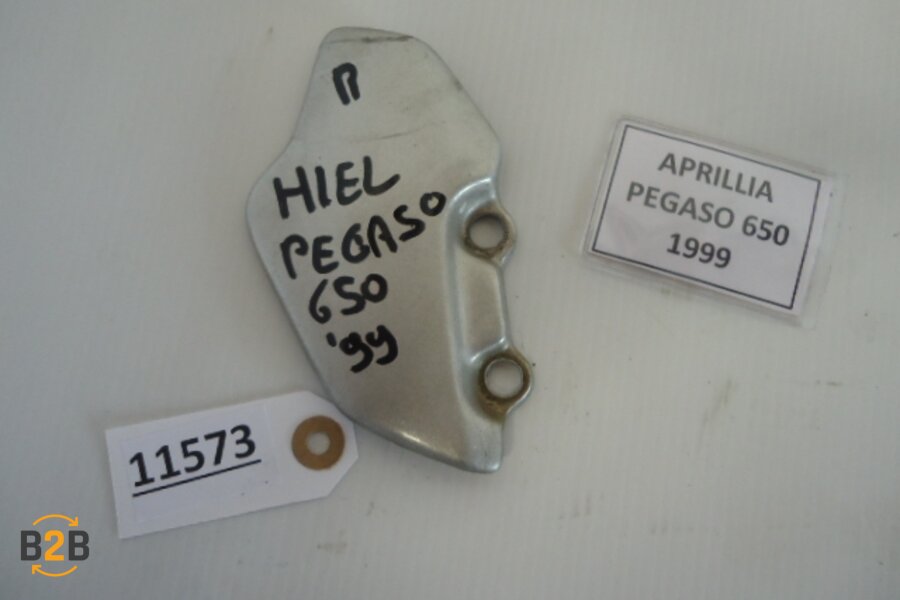 R
HIEL
PEGASO
650
'99
APRILLIA
PEGASO 650
1999
11573
B2B